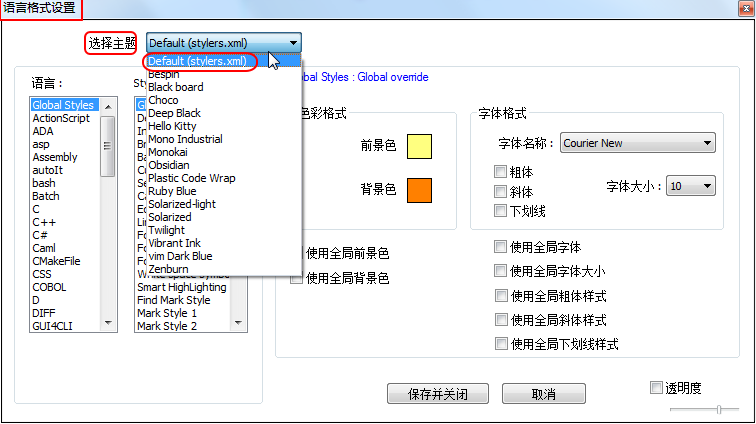 语言格式设置
选择主题
Default (stylers.xml)
Default (stylers.xml)
Bespin
Black board
Choco
Deep Black
Hello Kitty
Mono Industrial
Monokai
Obsidian
Plastic Code Wrap
Ruby Blue
Solarized-light
Solarized
Twilight
Vibrant Ink
vim Dark Blue
Zenburn
语言：
Global Styles
ActionScript
ADA
asp
Assembly
autoIt
bash
Batch
C
C++
C#
Caml
CMakeFile
CSS
COBOL
D
DIFF
GUI4CLI
Smart HighLighting
Find Mark Style
Mark Style 1
Mark Style 2
Styles : Global override
色彩格式
前景色
背景色
使用全局前景色
使用全局背景色
字体格式
字体名称：
Courier New
粗体
斜体
下划线
字体大小：
10
使用全局字体
使用全局字体大小
使用全局粗体样式
使用全局斜体样式
使用全局下划线样式
保存并关闭
取消
透明度